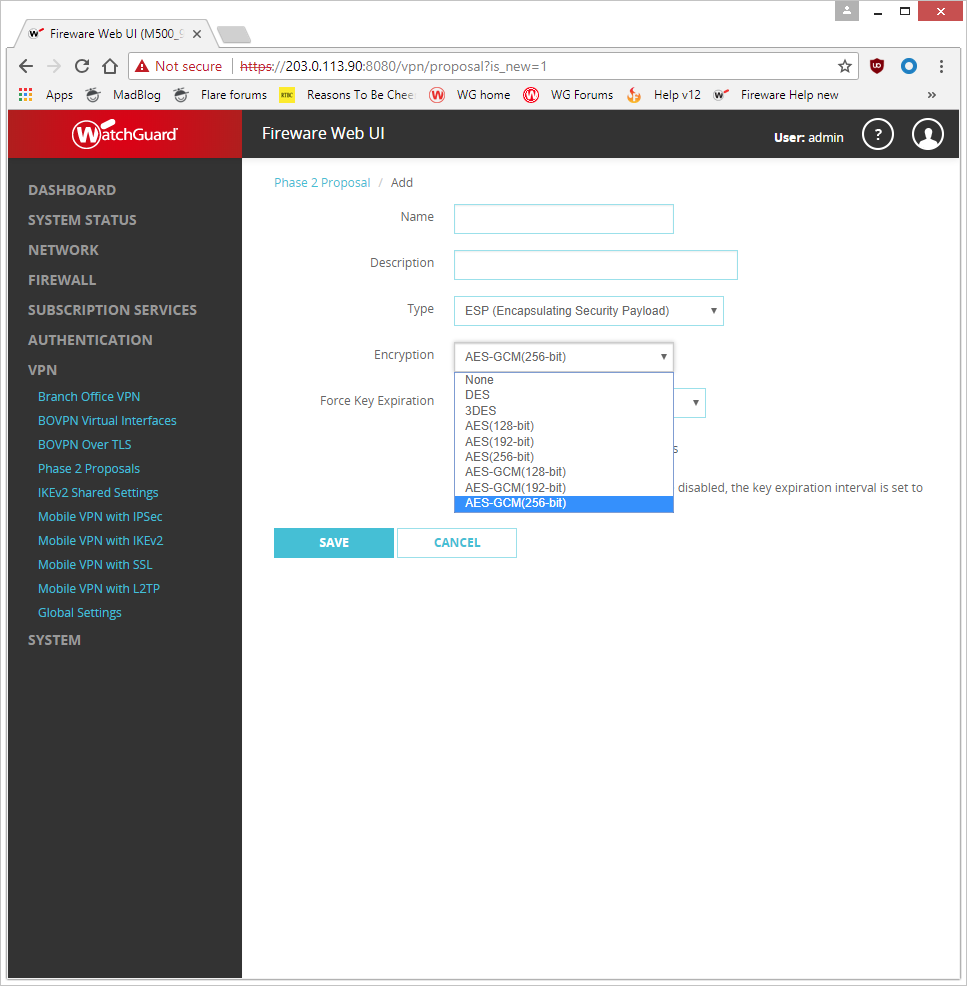 Fireware Web UI (M500_9
Not secure https://203.0.113.90:8080/vpn/proposal?is_new=1
Apps MadBlog Flare forums Reasons To Be Chee WG home WG Forums Help v12 Fireware Help new »
WatchGuard Fireware Web UI User: admin ?
DASHBOARD
SYSTEM STATUS
NETWORK
FIREWALL
SUBSCRIPTION SERVICES
AUTHENTICATION
VPN
Branch Office VPN
BOVPN Virtual Interfaces
BOVPN Over TLS
Phase 2 Proposals
IKEv2 Shared Settings
Mobile VPN with IPSec
Mobile VPN with IKEv2
Mobile VPN with SSL
Mobile VPN with L2TP
Global Settings
SYSTEM
Phase 2 Proposal / Add
Name
Description
Type ESP (Encapsulating Security Payload)
Encryption AES-GCM(256-bit)
None
DES
3DES
AES(128-bit)
AES(192-bit)
AES(256-bit)
AES-GCM(128-bit)
AES-GCM(192-bit)
AES-GCM(256-bit)
Force Key Expiration
s
disabled, the key expiration interval is set to
SAVE CANCEL